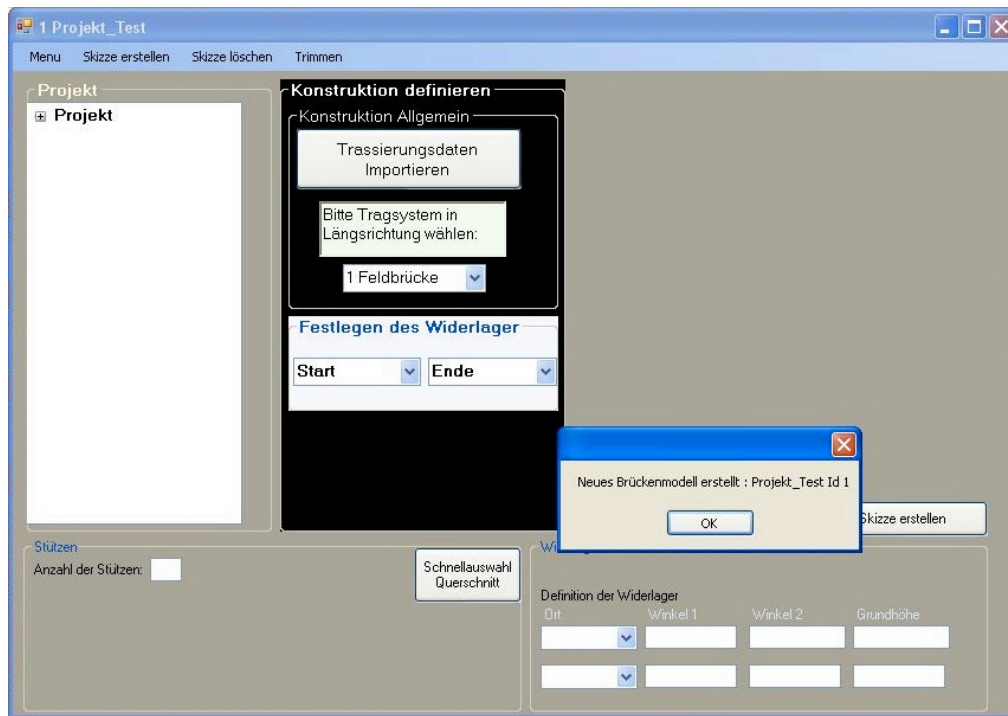 1 Projekt_Test
Menu Skizze erstellen Skizze löschen Trimmen
Projekt
Projekt
Konstruktion definieren
Konstruktion Allgemein
Trassierungsdaten
Importieren
Bitte Tragsystem in
Längsrichtung wählen:
1 Feldbrücke
Festlegen des Widerlager
Start Ende
Neues Brückenmodell erstellt : Projekt_Test Id 1
OK
Skizze erstellen
Stützen
Anzahl der Stützen:
Schnellauswahl
Querschnitt
Definition der Widerlager
Ort Winkel 1 Winkel 2 Grundhöhe